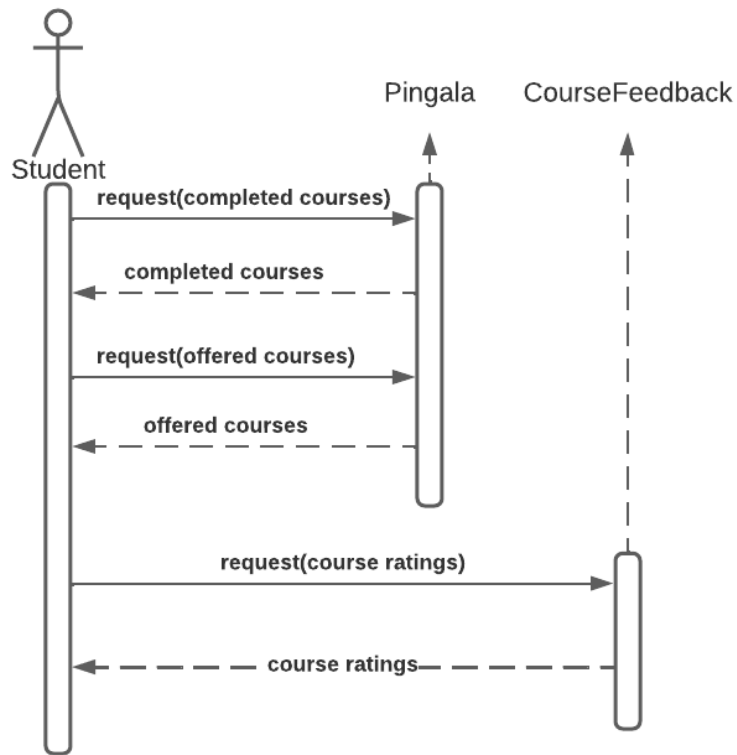 Pingala
CourseFeedback
Student
request(completed courses)
completed courses
request(offered courses)
offered courses
request(course ratings)
course ratings